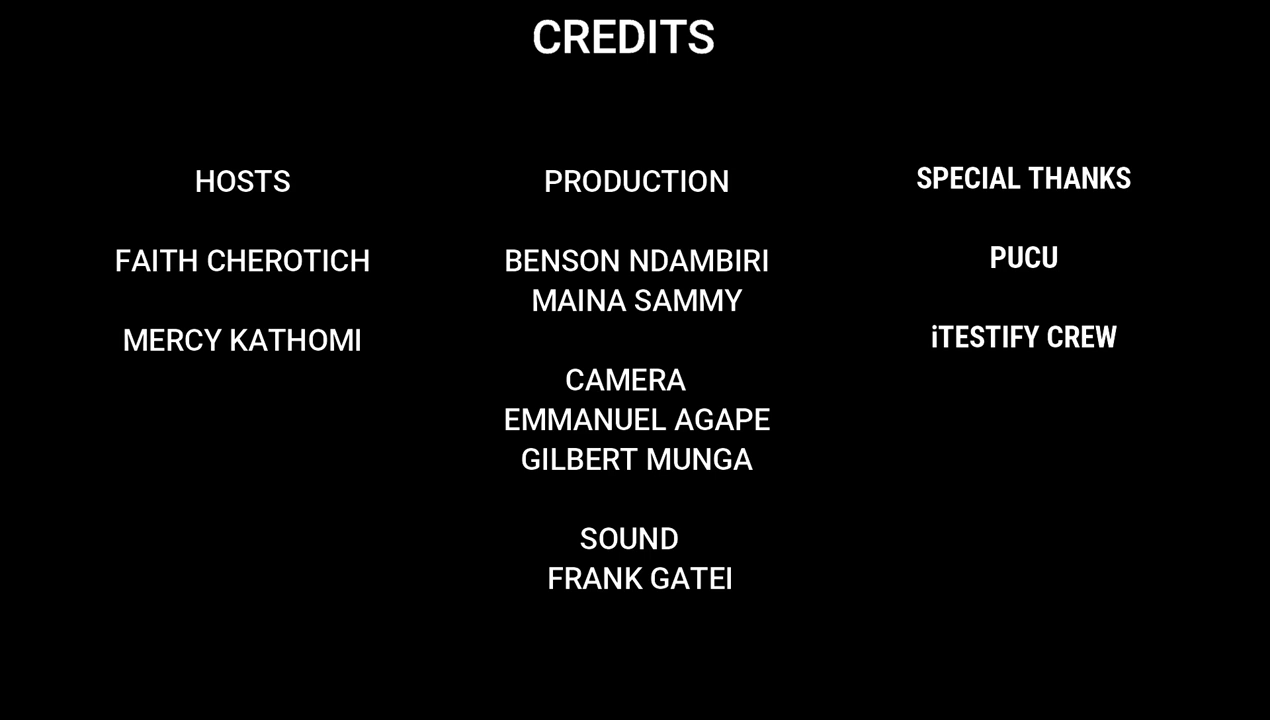 CREDITS
HOSTS
FAITH CHEROTICH
MERCY KATHOMI
PRODUCTION
BENSON NDAMBIRI
MAINA SAMMY
CAMERA
EMMANUEL AGAPE
GILBERT MUNGA
SOUND
FRANK GATEI
SPECIAL THANKS
PUCU
iTESTIFY CREW